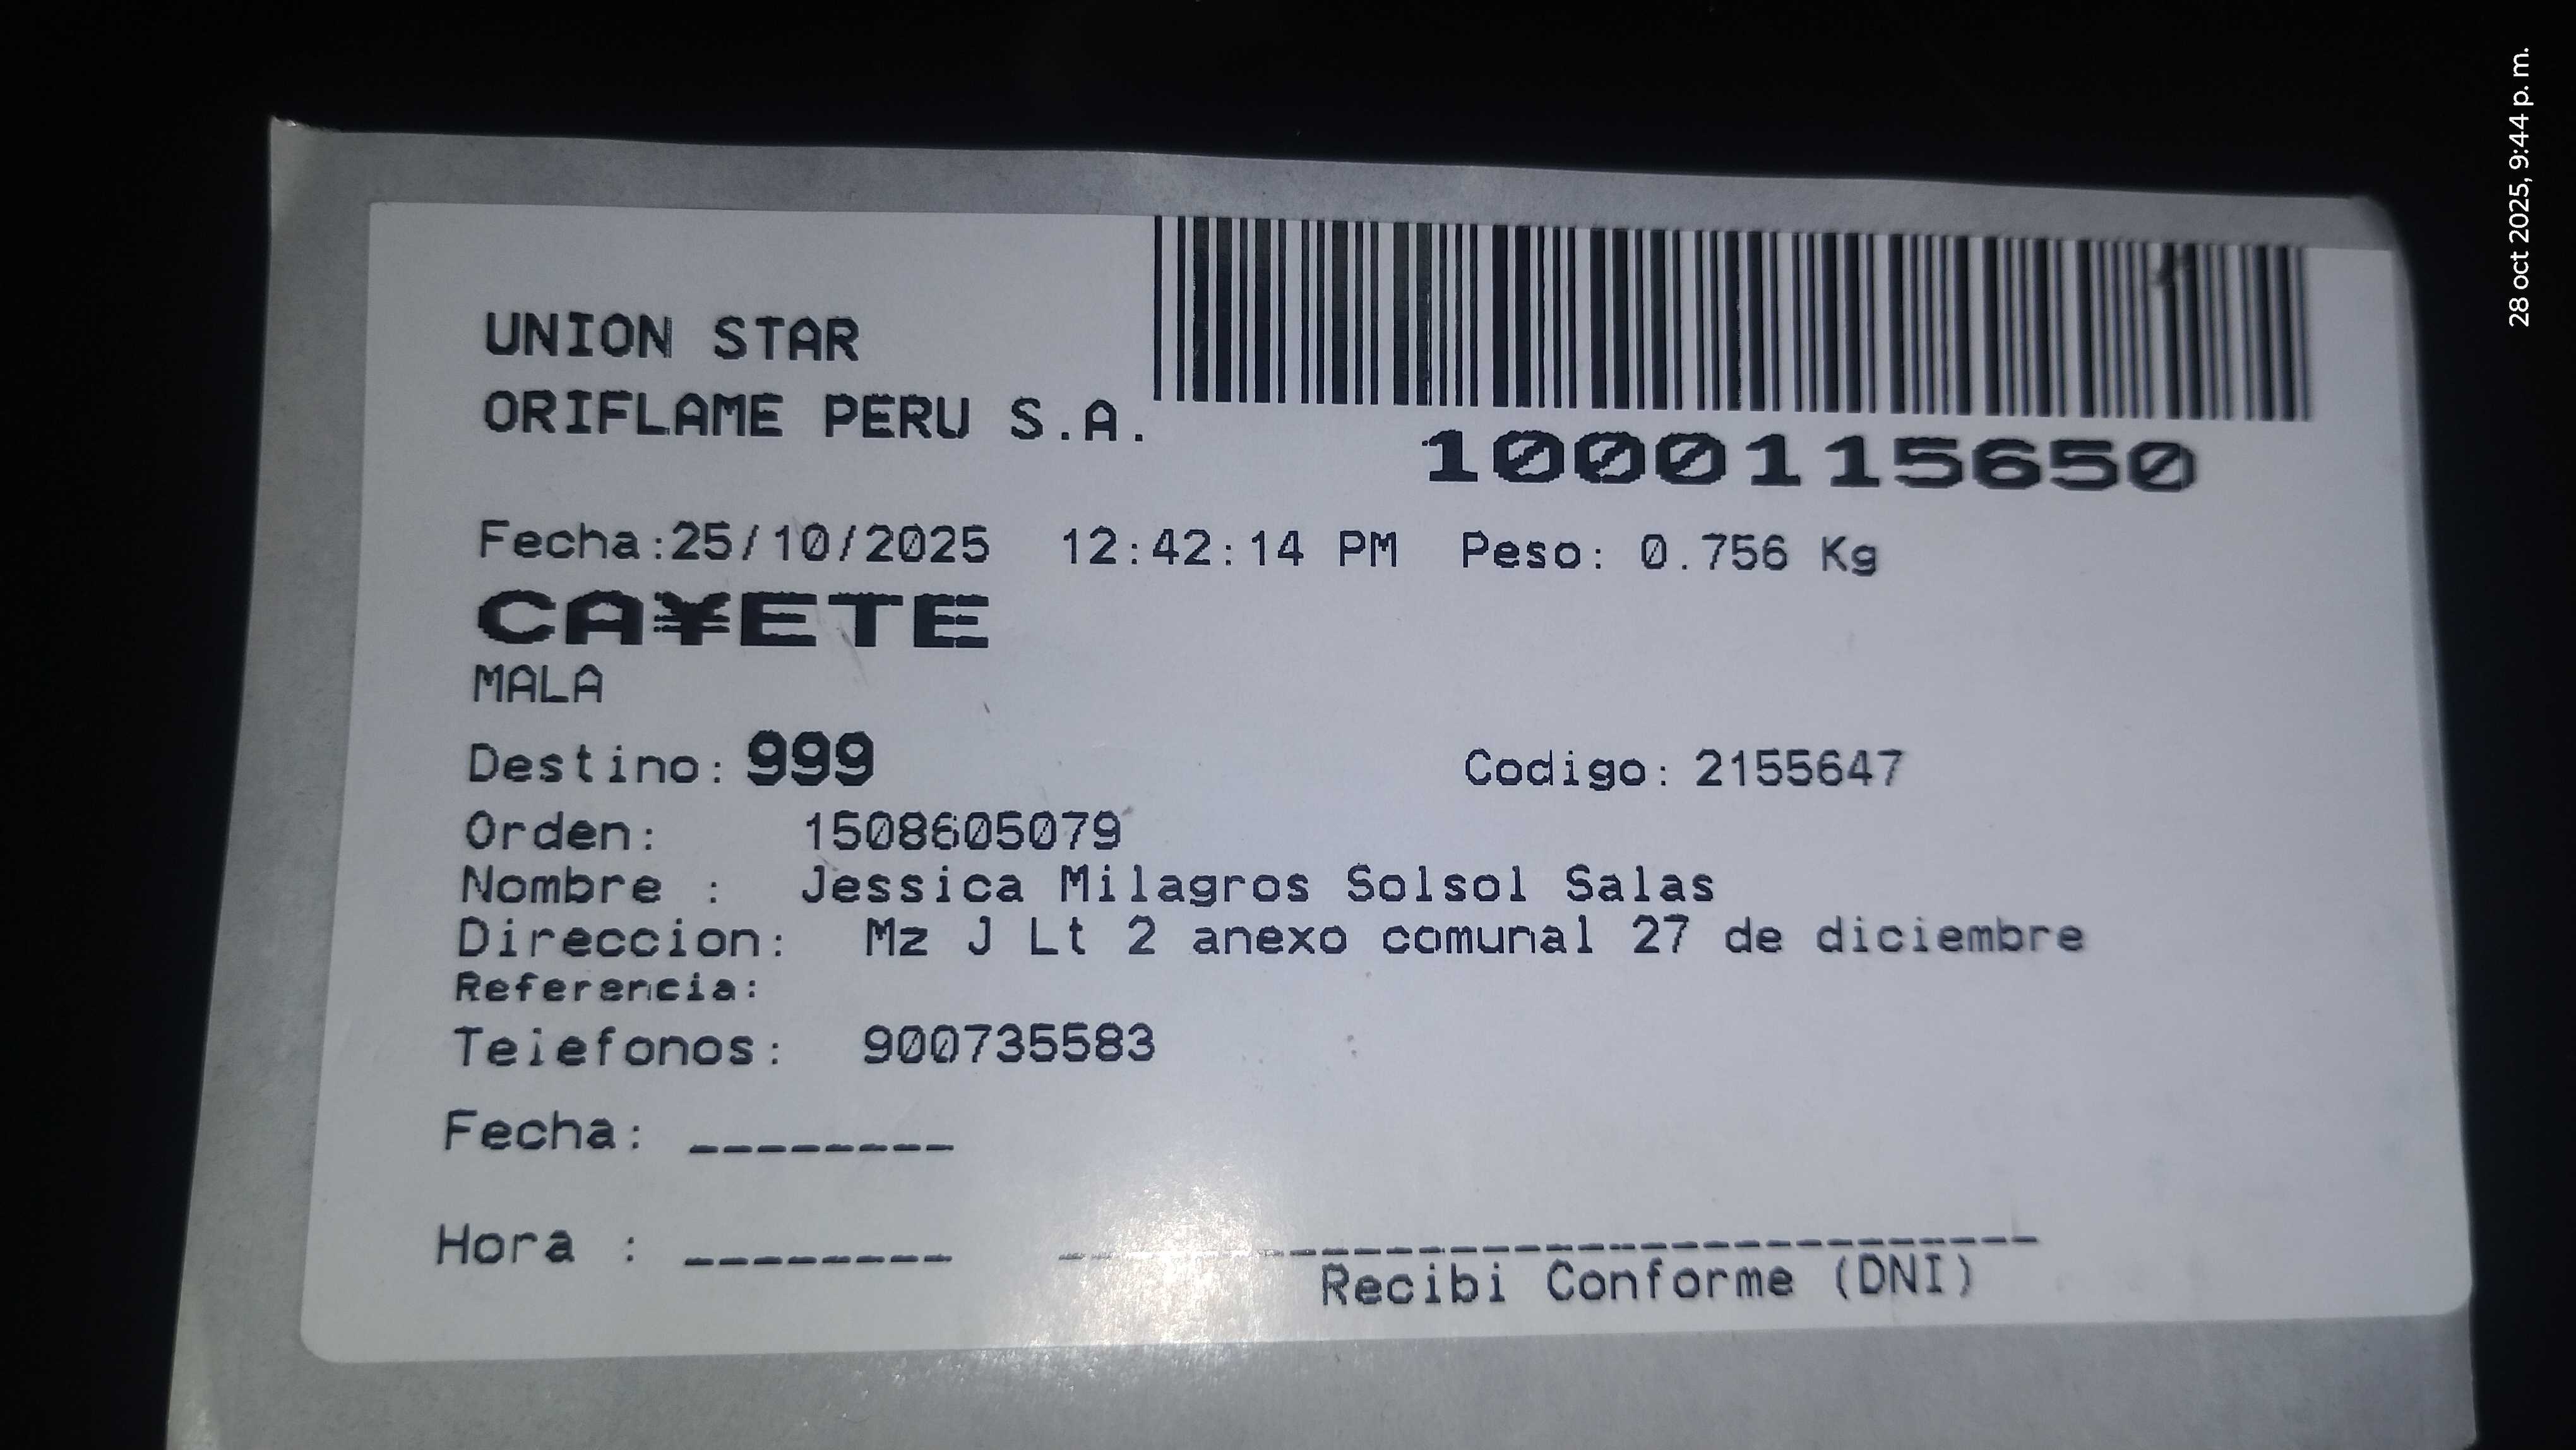 UNION STAR
ORIFLAME PERU S.A.
1000115650
Fecha:25/10/2025 12:42:14 PM Peso: 0.756 Kg
CA¥ETE
MALA
Destino: 999 Codigo: 2155647
Orden: 1508605079
Nombre : Jessica Milagros Solsol Salas
Direccion: Mz J Lt 2 anexo comunal 27 de diciembre
Referencia:
Telefonos: 900735583
Fecha: ________
Hora : ________
Recibi Conforme (DNI)
28 oct 2025, 9:44 p. m.